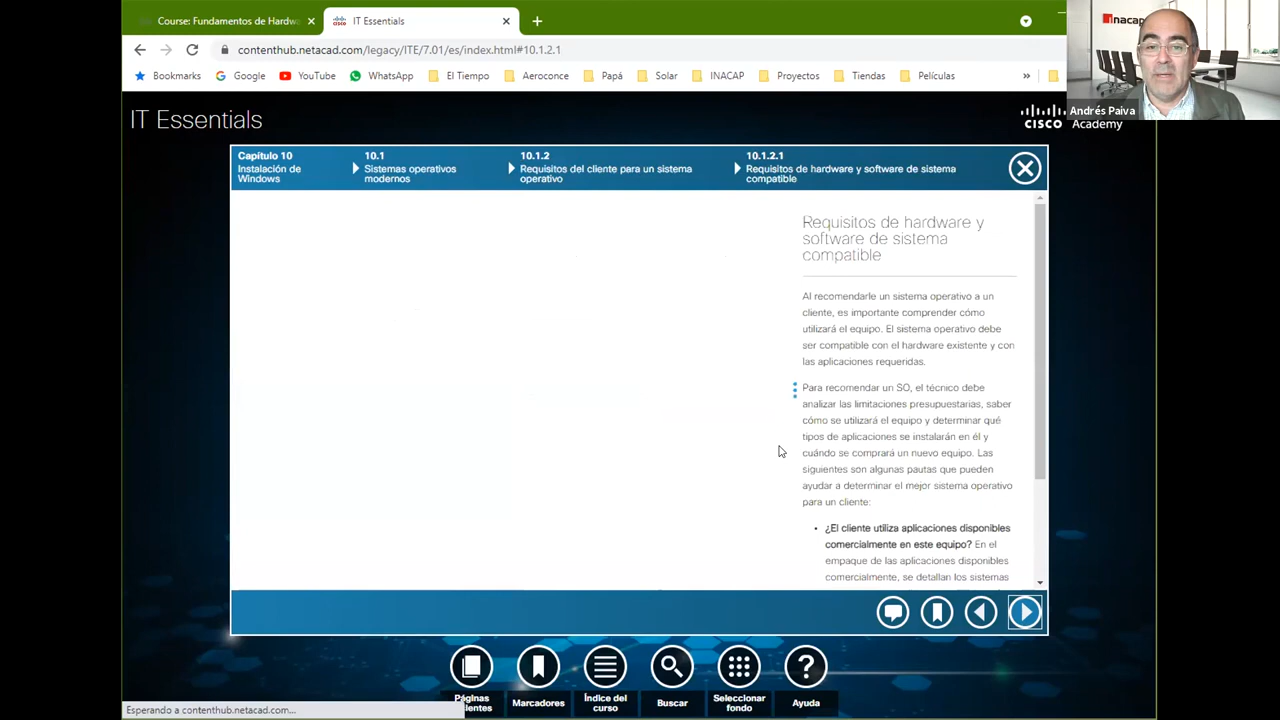 Course: Fundamentos de Hardw
IT Essentials
contenthub.netacad.com/legacy/ITE/7.01/es/index.html#10.1.2.1
Bookmarks
Google
YouTube
WhatsApp
El Tiempo
Aeroconce
Papá
Solar
INACAP
Proyectos
Tiendas
Películas
»
inacap
Andrés Paiva
IT Essentials
cisco Academy
Capítulo 10
Instalación de
Windows
10.1
Sistemas operativos
modernos
10.1.2
Requisitos del cliente para un sistema
operativo
10.1.2.1
Requisitos de hardware y software de sistema
compatible
Requisitos de hardware y
software de sistema
compatible
Al recomendarle un sistema operativo a un
cliente, es importante comprender cómo
utilizará el equipo. El sistema operativo debe
ser compatible con el hardware existente y con
las aplicaciones requeridas.
Para recomendar un SO, el técnico debe
analizar las limitaciones presupuestarias, saber
cómo se utilizará el equipo y determinar qué
tipos de aplicaciones se instalarán en él y
cuándo se comprará un nuevo equipo. Las
siguientes son algunas pautas que pueden
ayudar a determinar el mejor sistema operativo
para un cliente:
• ¿El cliente utiliza aplicaciones disponibles
comercialmente en este equipo? En el
empaque de las aplicaciones disponibles
comercialmente, se detallan los sistemas
Páginas
ientes
Marcadores
Índice del
curso
Buscar
Seleccionar
fondo
Ayuda
Esperando a contenthub.netacad.com...